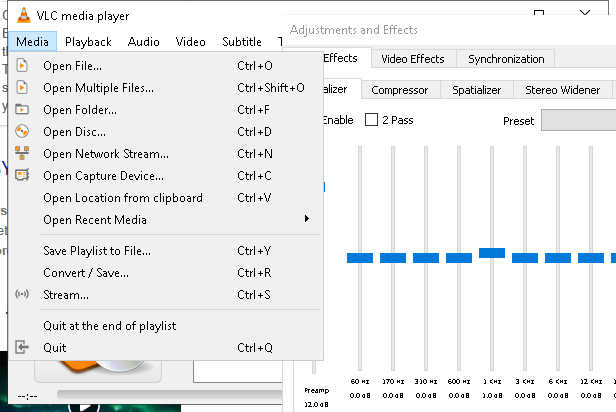 VLC media player
Media Playback Audio Video Subtitle
Open File... Ctrl+O
Open Multiple Files... Ctrl+Shift+O
Open Folder... Ctrl+F
Open Disc... Ctrl+D
Open Network Stream... Ctrl+N
Open Capture Device... Ctrl+C
Open Location from clipboard Ctrl+V
Open Recent Media
Save Playlist to File... Ctrl+Y
Convert / Save... Ctrl+R
Stream... Ctrl+S
Quit at the end of playlist
Quit Ctrl+Q
--:--
Adjustments and Effects
Effects Video Effects Synchronization
alizer Compressor Spatializer Stereo Widener
Enable 2 Pass Preset
60 Hz 170 Hz 310 Hz 600 Hz 1 KHz 3 KHz 6 KHz 12 KHz
Preamp 0.0 dB 0.0 dB 0.0 dB 0.0 dB 0.0 dB 0.0 dB 0.0 dB
12.0 dB